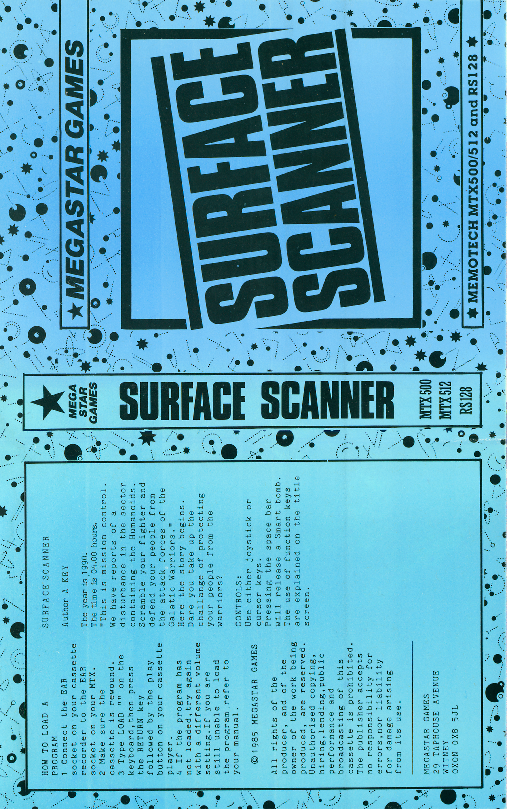 ★ MEGASTAR GAMES
SURFACE
SCANNER
★ MEMOTECH MTX500/512 and RS128 ★
MEGA
STAR
GAMES
SURFACE SCANNER
MTX 500
MTX 512
RS128
HOW TO LOAD A
PROGRAM:
1 Connect the EAR
socket on your cassette
recorder to the EAR
socket on your MTX.
2 Make sure the
cassette is rewound.
3 Type LOAD "" on the
keyboard then press
the RETURN key
followed by the play
button on your cassette
player.
4 If the program has
not loaded, try again
with a different volume
setting. If you are
still unable to load
the program, refer to
your manual.
©1985 MEGASTAR GAMES
All rights of the
producer, and of the
owner of the work being
produced, are reserved.
Unauthorised copying,
hiring, lending, public
performance and
broadcasting of this
cassette is prohibited.
The publisher accepts
no responsibility for
errors, nor liability
for damage arising
from its use.
MEGASTAR GAMES
27 LEAPHOUSE AVENUE
WITNEY
OXON OX8 5JL
SURFACE SCANNER
Author A KEY
The year is 1990.
The time is 04.00 hours.
"This is mission control.
We have reports of a
disturbance in the sector
containing the Humanoids.
Scramble your fighter and
defend your people from
the attack forces of the
Galatic Warriors."
Here the story begins.
Dare you take up the
challenge of protecting
your people from the
Warriors?
CONTROLS:
Use either Joystick or
cursor keys.
Pressing the space bar
will release a Smart bomb.
The use of function keys
are explained on the title
screen.